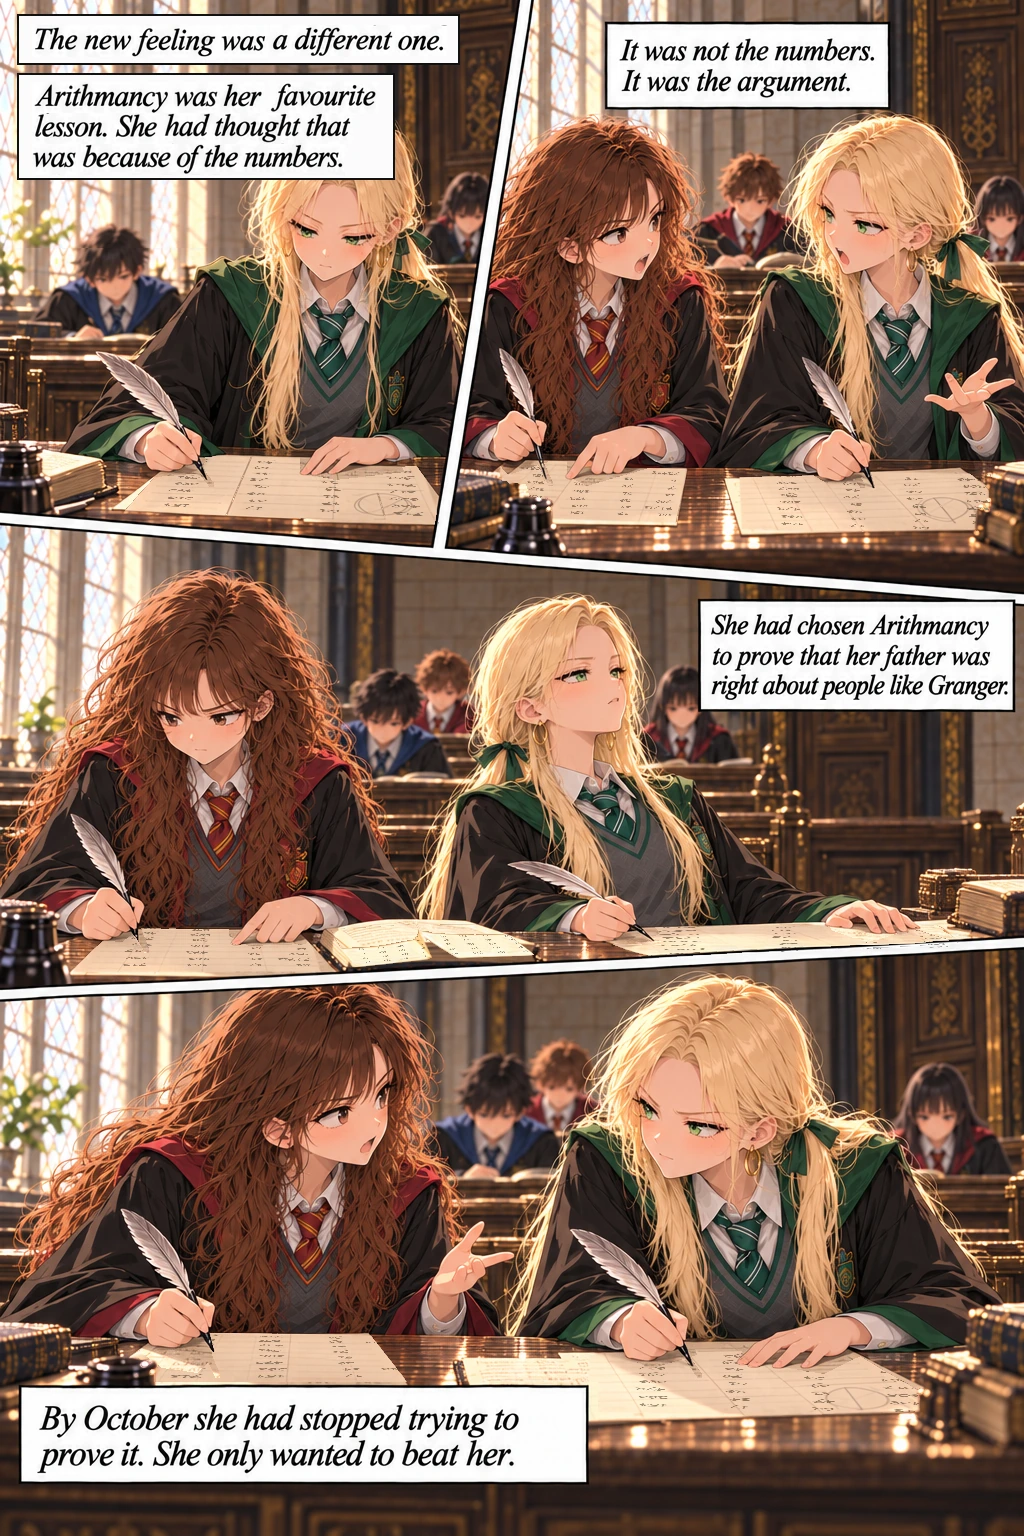 The new feeling was a different one.
Arithmancy was her favourite
lesson. She had thought that
was because of the numbers.
It was not the numbers.
It was the argument.
She had chosen Arithmancy
to prove that her father was
right about people like Granger.
By October she had stopped trying to
prove it. She only wanted to beat her.